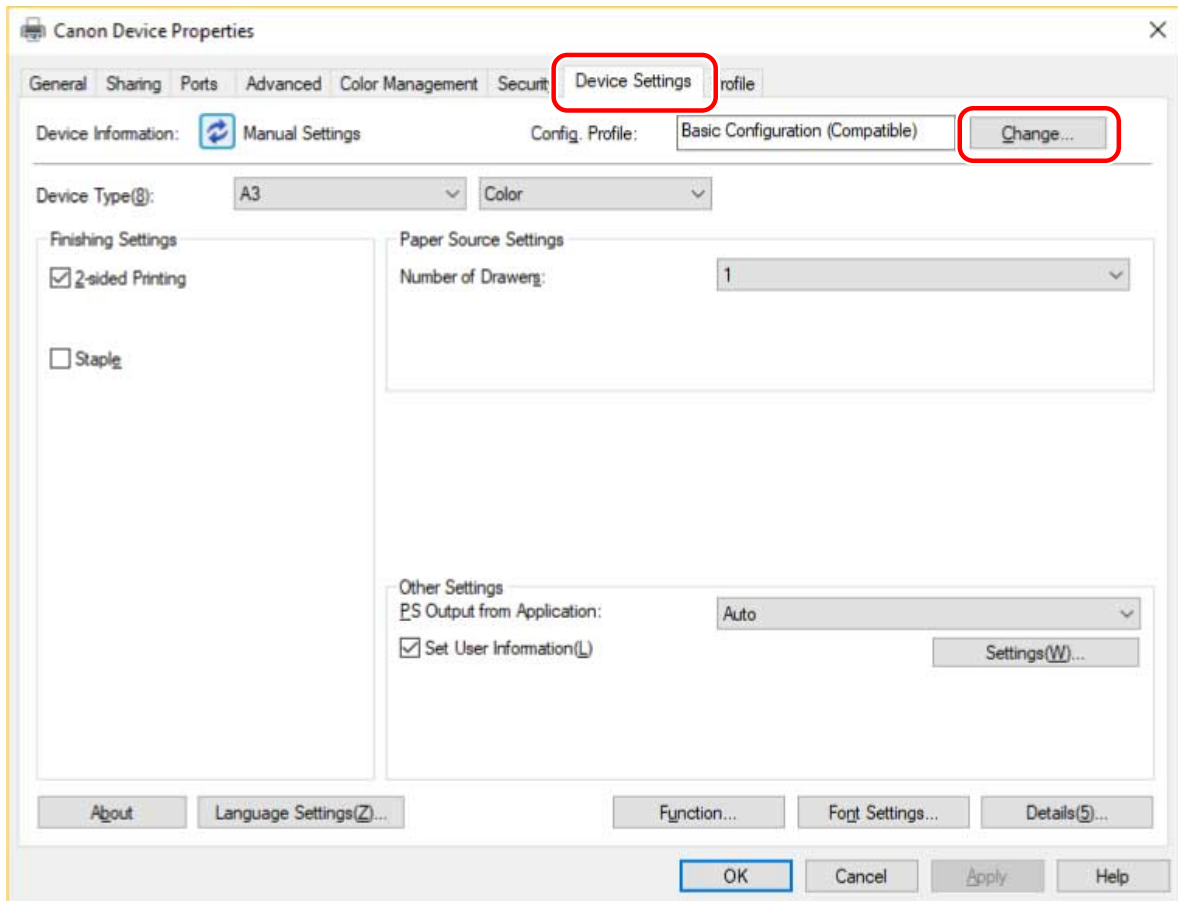 Canon Device Properties
General Sharing Ports Advanced Color Management Securit Device Settings rofile
Device Information: Manual Settings Config. Profile: Basic Configuration (Compatible) Change...
Device Type(8): A3 Color
Finishing Settings Paper Source Settings
2-sided Printing Number of Drawers: 1
Staple
Other Settings
PS Output from Application: Auto
Set User Information(L) Settings(W)...
About Language Settings(Z)... Function... Font Settings... Details(5)...
OK Cancel Apply Help